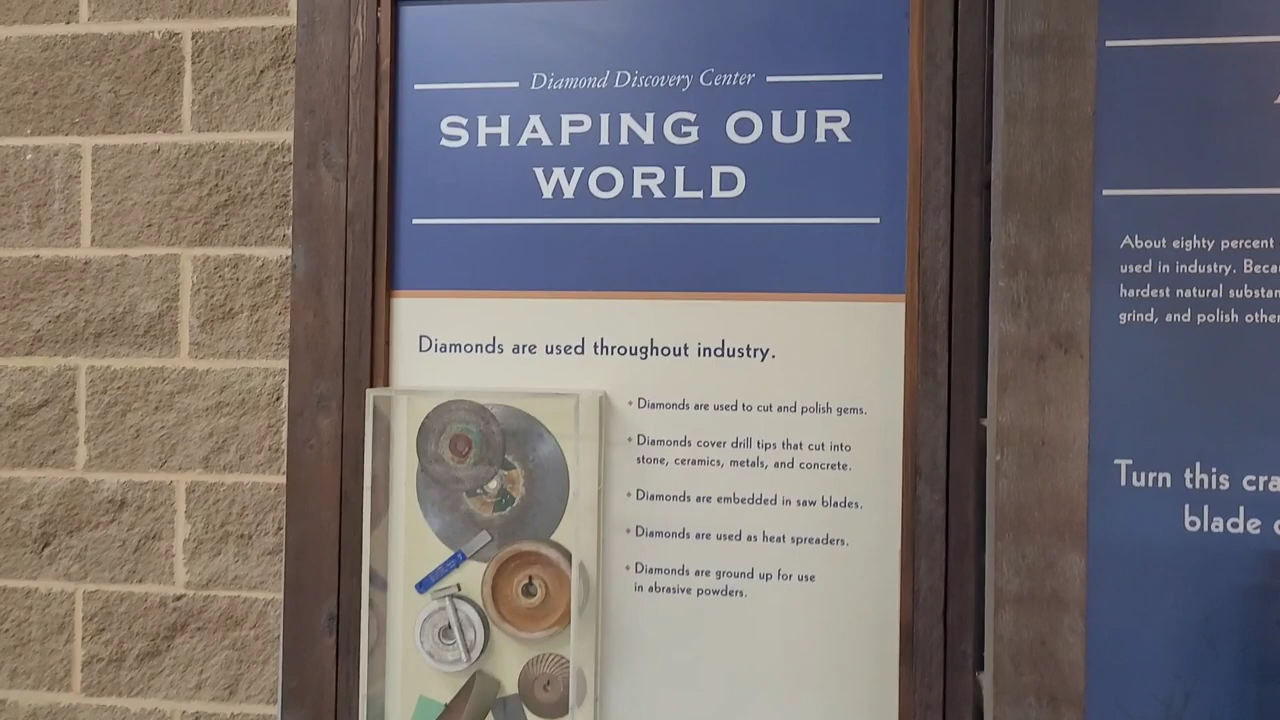 Diamond Discovery Center
SHAPING OUR
WORLD
Diamonds are used throughout industry.
Diamonds are used to cut and polish gems.
Diamonds cover drill tips that cut into
stone, ceramics, metals, and concrete.
Diamonds are embedded in saw blades.
Diamonds are used as heat spreaders.
Diamonds are ground up for use
in abrasive powders.
About eighty percent
used in industry.
hardest natural
grind, and polish
Turn this
blade